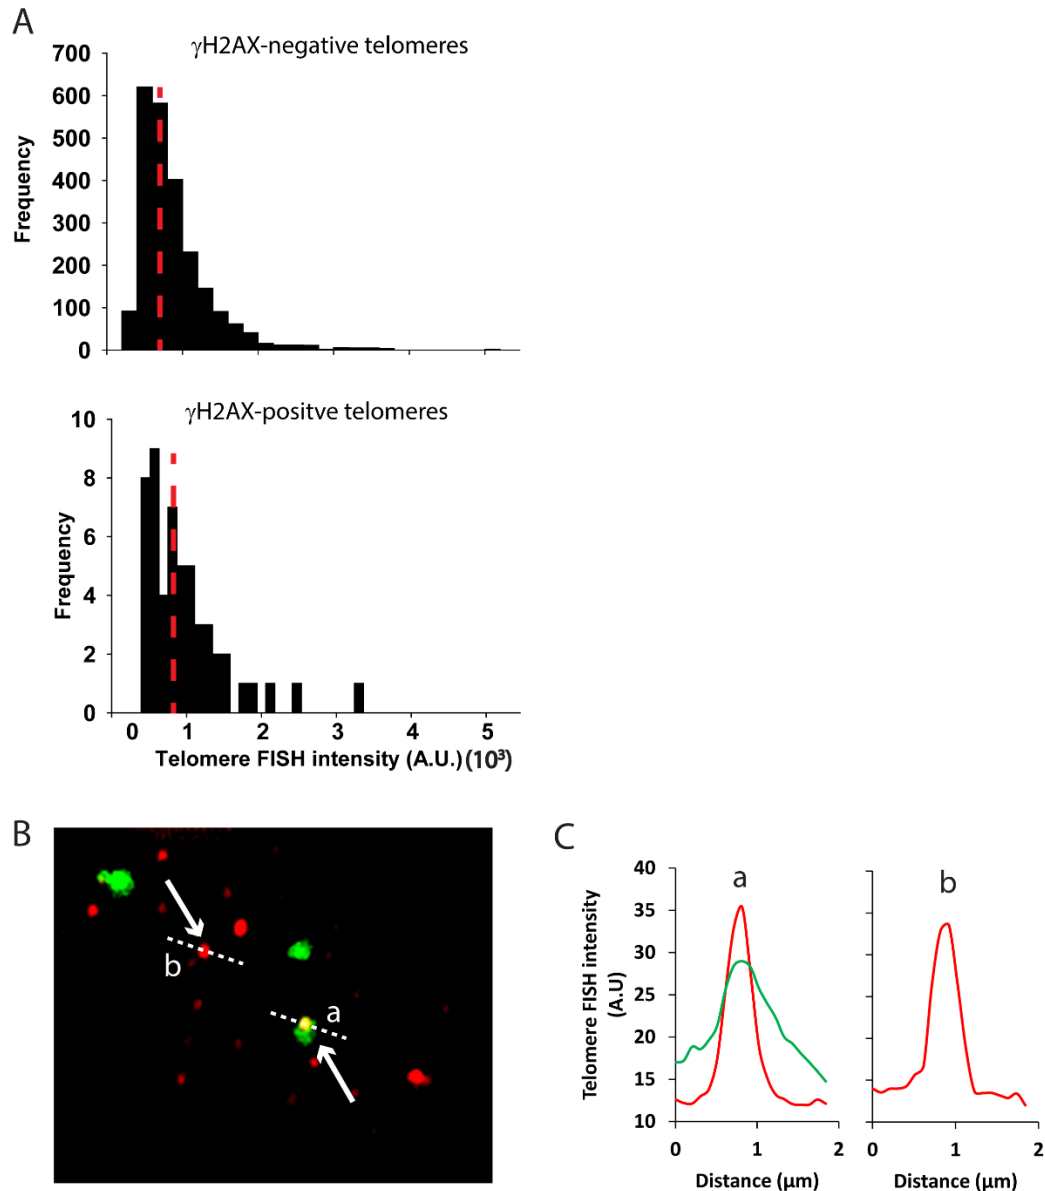 A
γH2AX-negative telomeres
700
600
500
400
300
200
100
0
Frequency
γH2AX-positve telomeres
10
8
6
4
2
0
Frequency
0 1 2 3 4 5
Telomere FISH intensity (A.U.) (10³)
B
b
a
C
a
b
40
35
30
25
20
15
10
Telomere FISH intensity
(A.U)
0 1 2
Distance (µm)
0 1 2
Distance (µm)